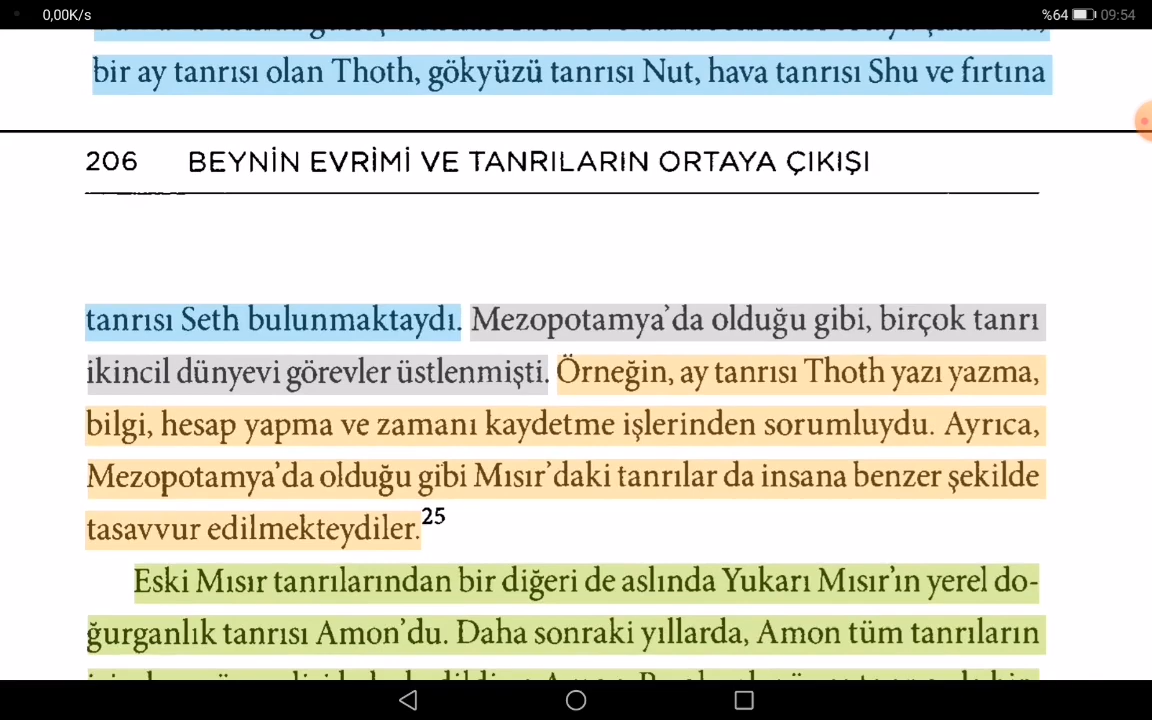 0,00K/s
%64 09:54
bir ay tanrısı olan Thoth, gökyüzü tanrısı Nut, hava tanrısı Shu ve fırtına
206 BEYNİN EVRİMİ VE TANRILARIN ORTAYA ÇIKIŞI
tanrısı Seth bulunmaktaydı. Mezopotamya'da olduğu gibi, birçok tanrı
ikincil dünyevi görevler üstlenmişti. Örneğin, ay tanrısı Thoth yazı yazma,
bilgi, hesap yapma ve zamanı kaydetme işlerinden sorumluydu. Ayrıca,
Mezopotamya'da olduğu gibi Mısır'daki tanrılar da insana benzer şekilde
tasavvur edilmekteydiler.25
Eski Mısır tanrılarından bir diğeri de aslında Yukarı Mısır'ın yerel do-
ğurganlık tanrısı Amon'du. Daha sonraki yıllarda, Amon tüm tanrıların